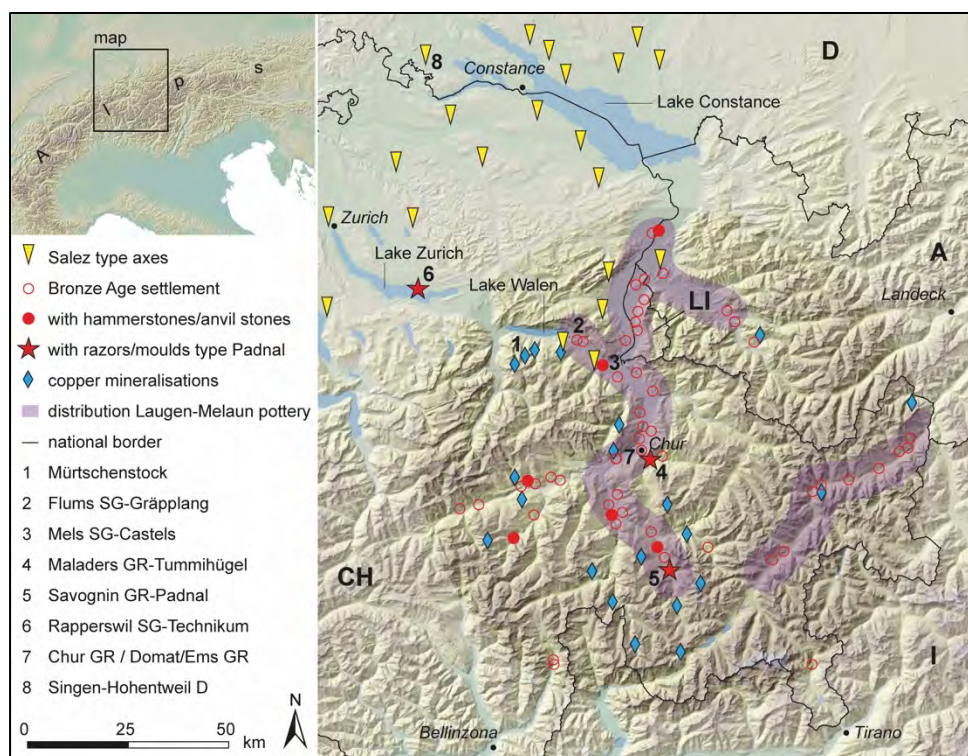 map
A l p s
Salez type axes
Bronze Age settlement
with hammerstones/anvil stones
with razors/moulds type Padnal
copper mineralisations
distribution Laugen-Melaun pottery
national border
1 Mürtschenstock
2 Flums SG-Gräpplang
3 Mels SG-Castels
4 Maladers GR-Tummihügel
5 Savognin GR-Padnal
6 Rapperswil SG-Technikum
7 Chur GR / Domat/Ems GR
8 Singen-Hohentweil D
0 25 50
km
N
8
Constance
D
Lake Constance
Zurich
Lake Zurich
6
Lake Walen
A
LI
Landeck
2
1
3
Chur
7
4
CH
5
I
Bellinzona
Tirano